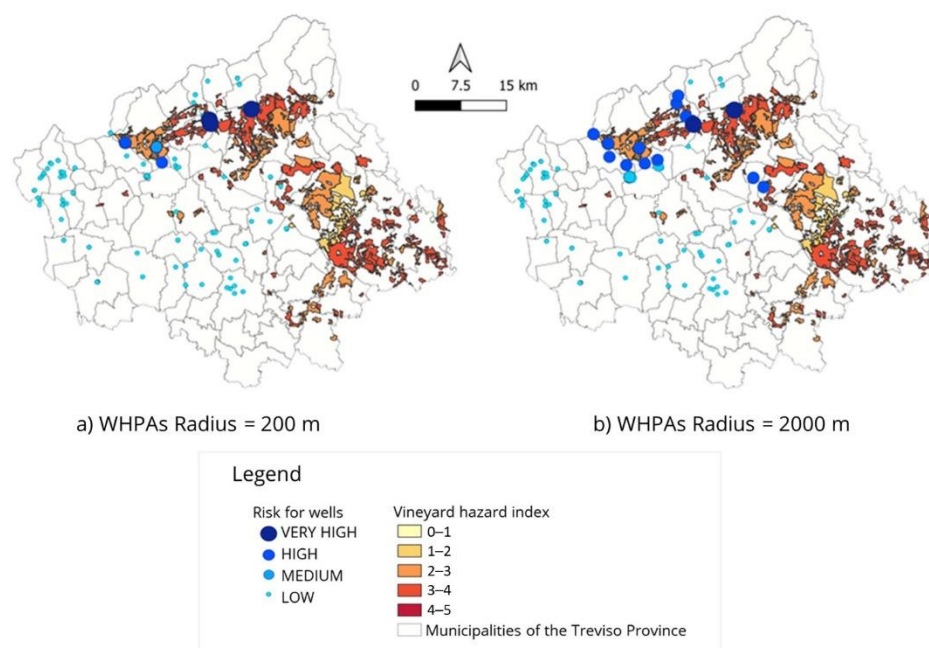 0 7.5 15 km
a) WHPAs Radius = 200 m
b) WHPAs Radius = 2000 m
Legend
Risk for wells
VERY HIGH
HIGH
MEDIUM
LOW
Vineyard hazard index
0–1
1–2
2–3
3–4
4–5
Municipalities of the Treviso Province